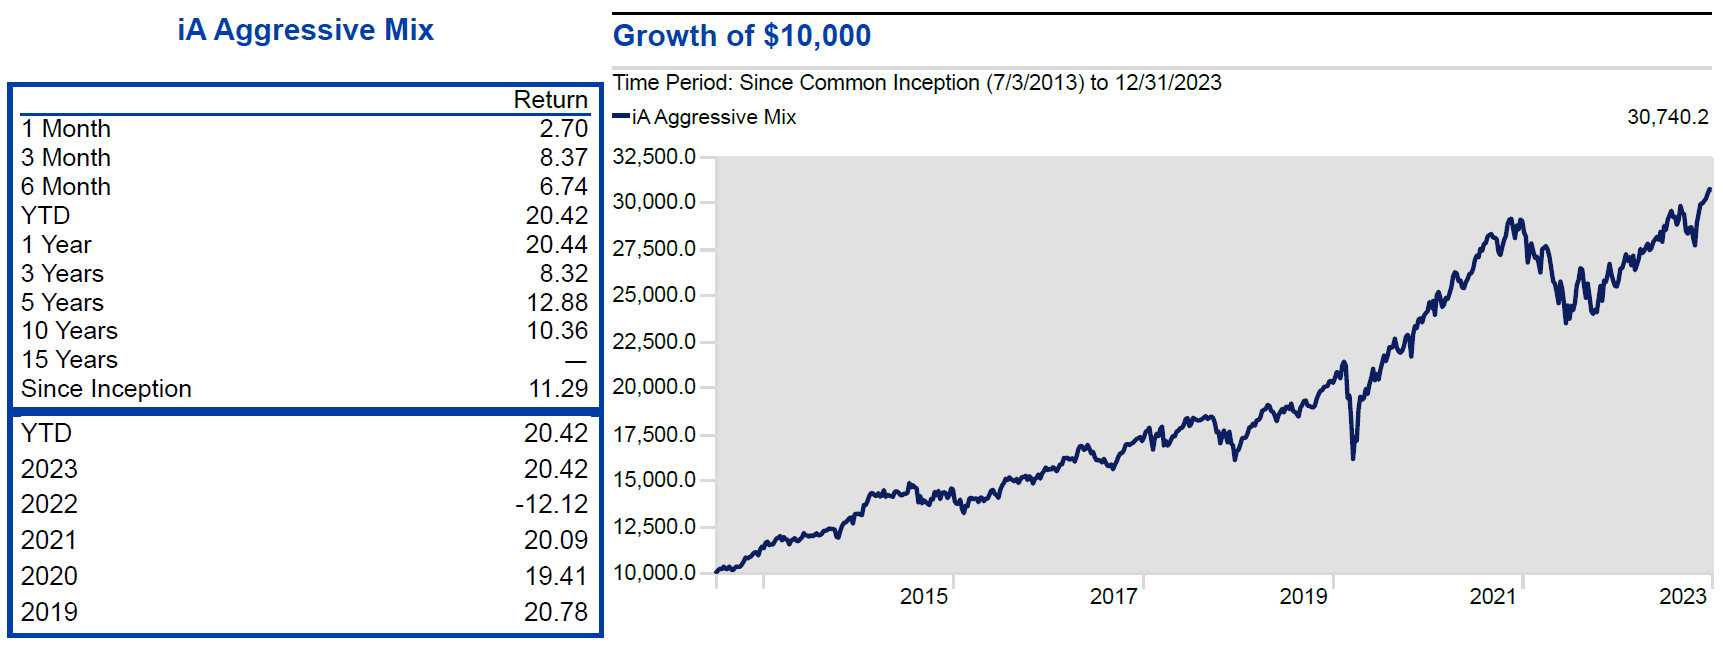 iA Aggressive Mix
Return
1 Month 2.70
3 Month 8.37
6 Month 6.74
YTD 20.42
1 Year 20.44
3 Years 8.32
5 Years 12.88
10 Years 10.36
15 Years —
Since Inception 11.29
YTD 20.42
2023 20.42
2022 -12.12
2021 20.09
2020 19.41
2019 20.78
Growth of $10,000
Time Period: Since Common Inception (7/3/2013) to 12/31/2023
iA Aggressive Mix 30,740.2
32,500.0
30,000.0
27,500.0
25,000.0
22,500.0
20,000.0
17,500.0
15,000.0
12,500.0
10,000.0
2015 2017 2019 2021 2023